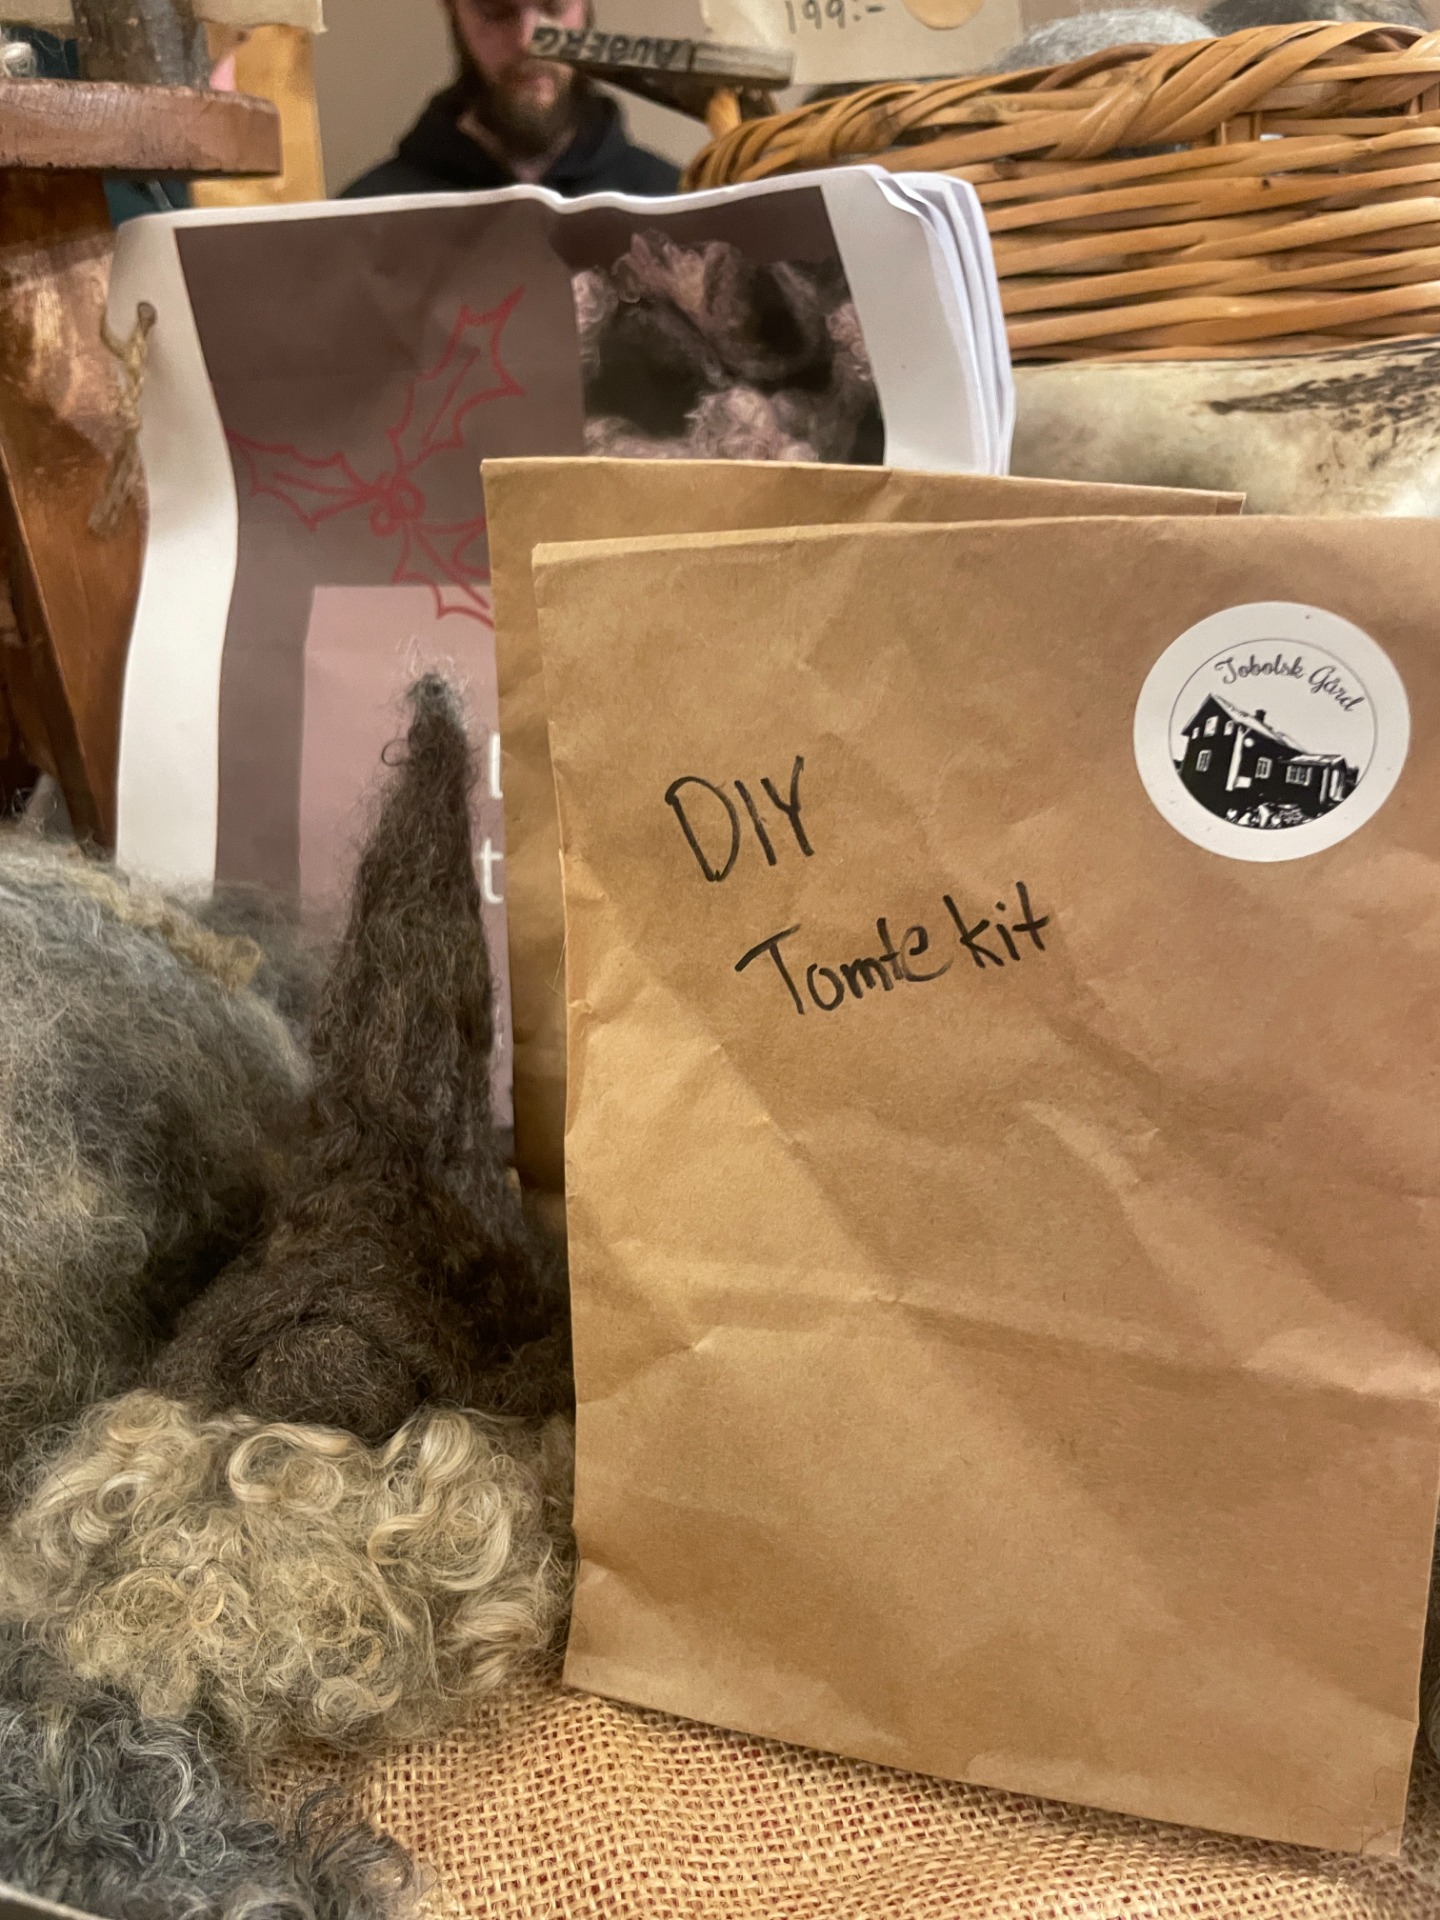 199:-
Tobolsk Gård
DIY
Tomte kit